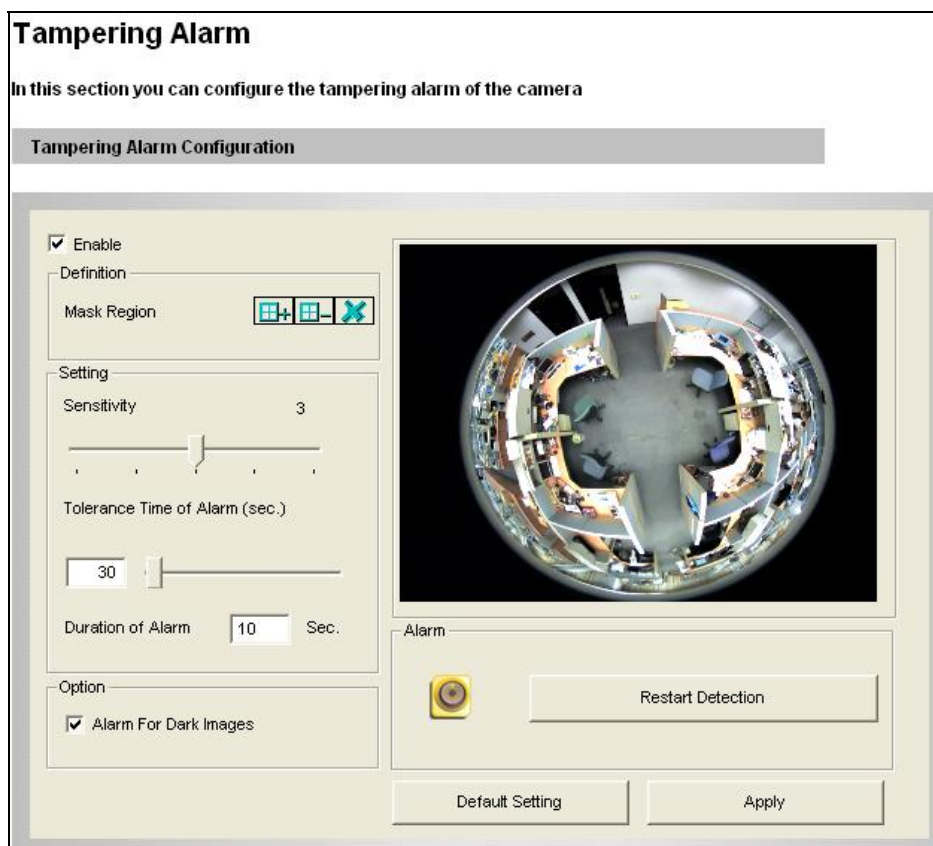 Tampering Alarm
In this section you can configure the tampering alarm of the camera
Tampering Alarm Configuration
Enable
Definition
Mask Region
Setting
Sensitivity 3
Tolerance Time of Alarm (sec.)
30
Duration of Alarm 10 Sec.
Option
Alarm For Dark Images
Alarm
Restart Detection
Default Setting Apply